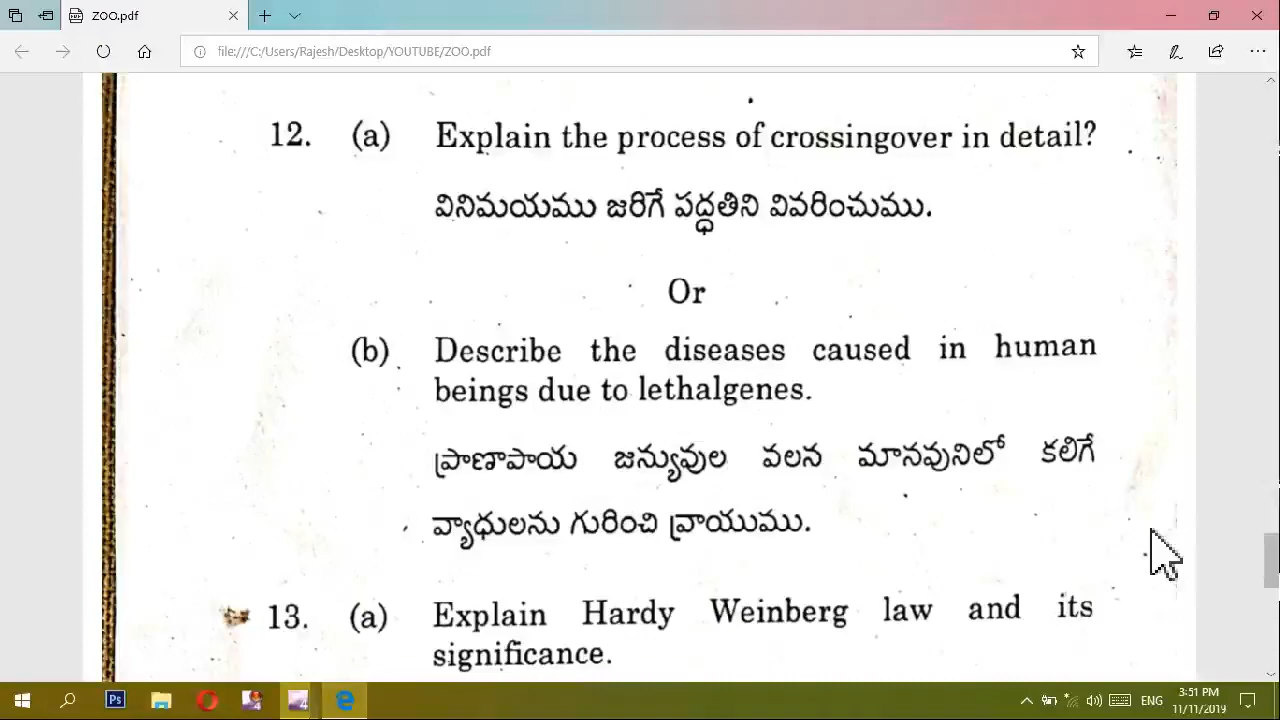 ZOO.pdf
file:///C:/Users/Rajesh/Desktop/YOUTUBE/ZOO.pdf
12. (a) Explain the process of crossingover in detail?
వినిమయము జరిగే పద్ధతిని వివరించుము.
Or
(b) Describe the diseases caused in human
beings due to lethalgenes.
ప్రాణాపాయ జన్యువుల వలన మానవునిలో కలిగే
వ్యాధులను గురించి వ్రాయుము.
13. (a) Explain Hardy Weinberg law and its
significance.
Ps
ENG
3:51 PM
11/11/2019